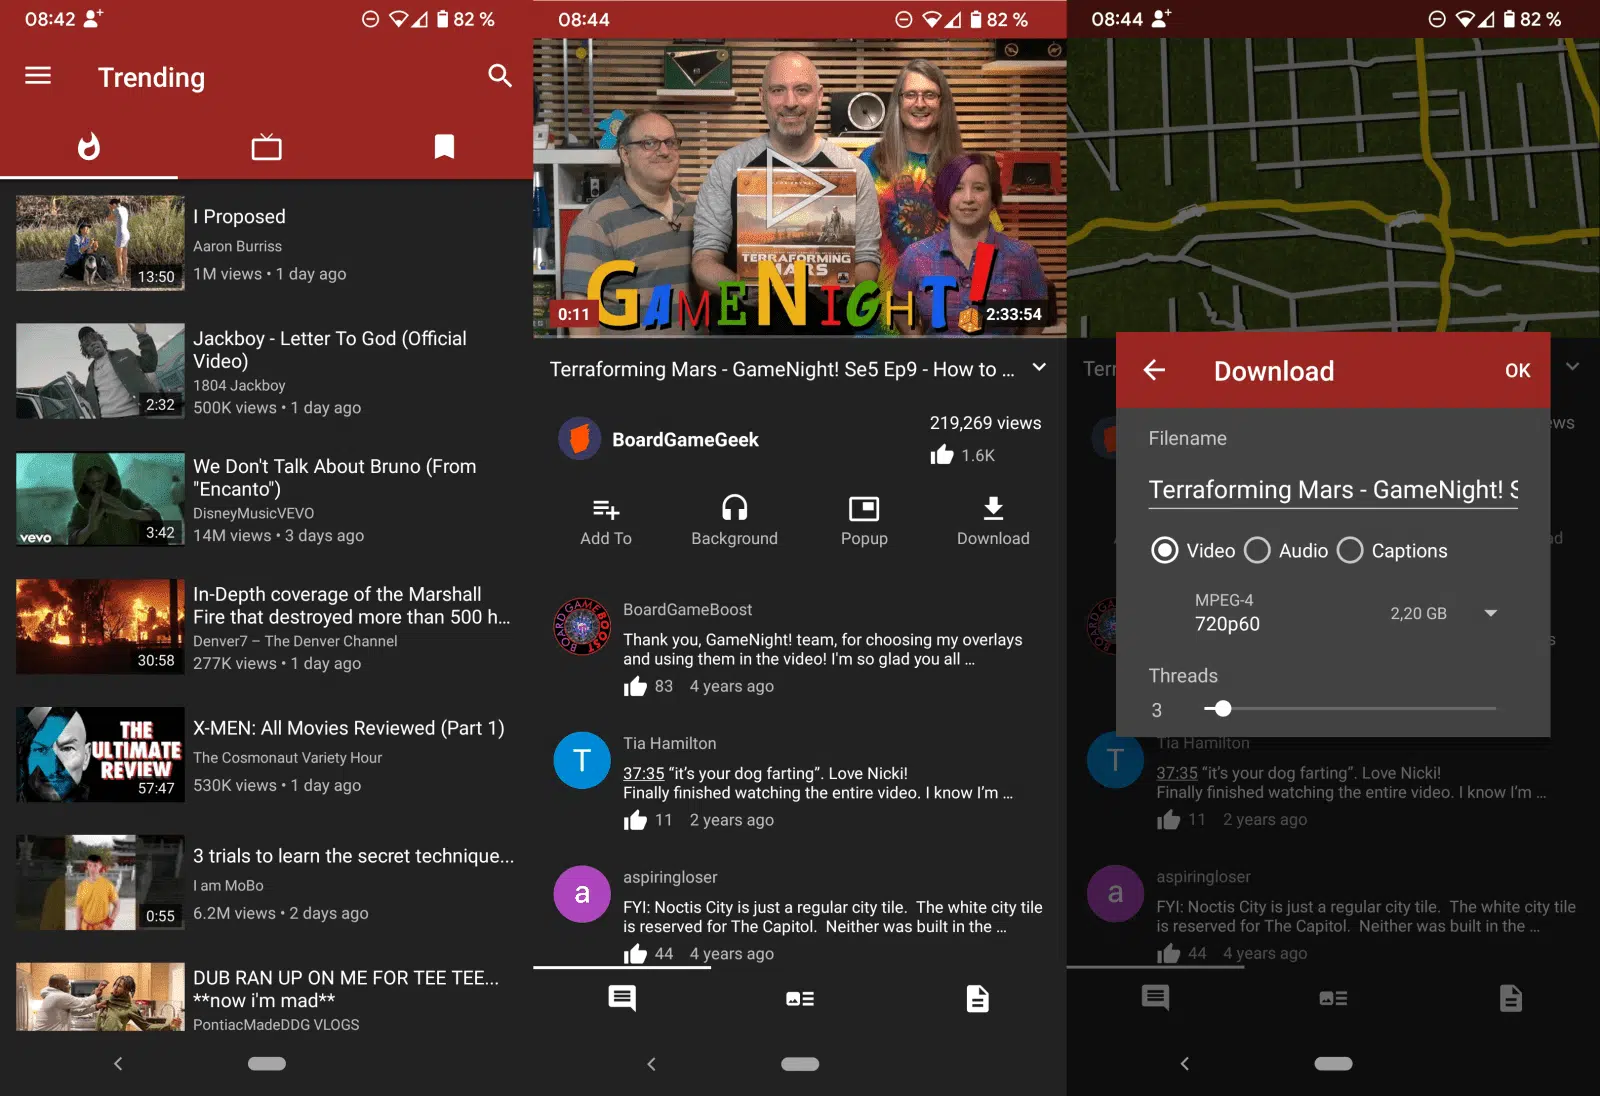 08:42
82 %
Trending
13:50
I Proposed
Aaron Burriss
1M views • 1 day ago
2:32
Jackboy - Letter To God (Official
Video)
1804 Jackboy
500K views • 1 day ago
vevo
3:42
We Don't Talk About Bruno (From
"Encanto")
DisneyMusicVEVO
14M views • 3 days ago
30:58
In-Depth coverage of the Marshall
Fire that destroyed more than 500 h...
Denver7 – The Denver Channel
277K views • 1 day ago
THE
ULTIMATE
REVIEW
57:47
X-MEN: All Movies Reviewed (Part 1)
The Cosmonaut Variety Hour
530K views • 1 day ago
0:55
3 trials to learn the secret technique...
I am MoBo
6.2M views • 2 days ago
DUB RAN UP ON ME FOR TEE TEE...
**now i'm mad**
PontiacMadeDDG VLOGS
08:44
82 %
TERRAFORMING
MARS
GAMENIGHT!
0:11
2:33:54
Terraforming Mars - GameNight! Se5 Ep9 - How to ...
BoardGameGeek
219,269 views
1.6K
Add To
Background
Popup
Download
BOARD GAME BOOST
BoardGameBoost
Thank you, GameNight! team, for choosing my overlays
and using them in the video! I'm so glad you all ...
83 4 years ago
T
Tia Hamilton
37:35 “it’s your dog farting”. Love Nicki!
Finally finished watching the entire video. I know I’m ...
11 2 years ago
a
aspiringloser
FYI: Noctis City is just a regular city tile. The white city tile
is reserved for The Capitol. Neither was built in the ...
44 4 years ago
08:44
82 %
Terr
ews
Download
OK
Filename
Terraforming Mars - GameNight! S
Video
Audio
Captions
MPEG-4
720p60
2,20 GB
Threads
3
T
Tia Hamilton
37:35 “it’s your dog farting”. Love Nicki!
Finally finished watching the entire video. I know I’m ...
11 2 years ago
a
aspiringloser
FYI: Noctis City is just a regular city tile. The white city tile
is reserved for The Capitol. Neither was built in the ...
44 4 years ago